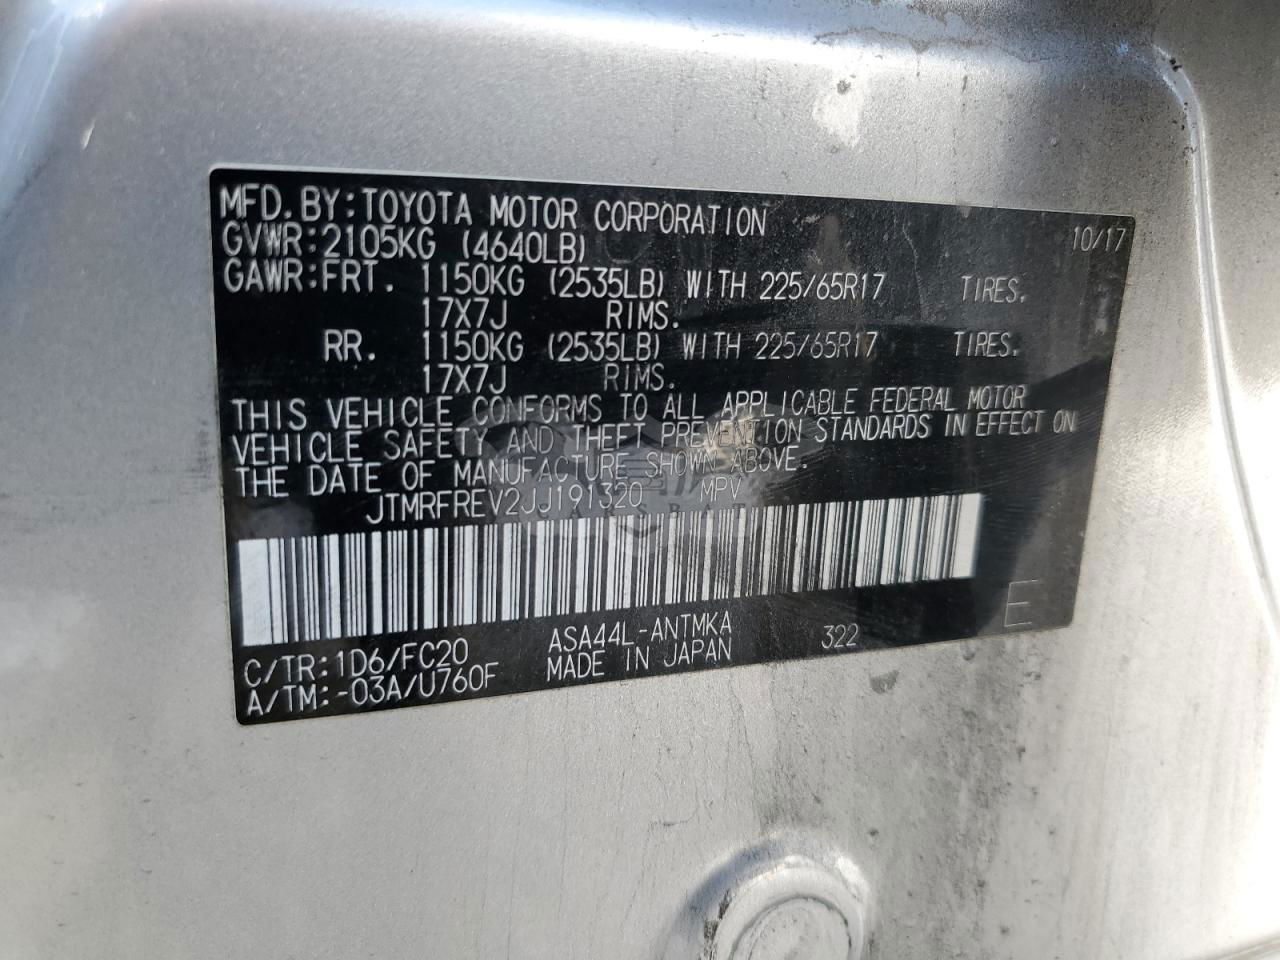 MFD. BY: TOYOTA MOTOR CORPORATION 10/17
GVWR: 2105KG (4640LB)
GAWR: FRT. 1150KG (2535LB) WITH 225/65R17 TIRES.
17X7J RIMS.
RR. 1150KG (2535LB) WITH 225/65R17 TIRES.
17X7J RIMS.
THIS VEHICLE CONFORMS TO ALL APPLICABLE FEDERAL MOTOR
VEHICLE SAFETY AND THEFT PREVENTION STANDARDS IN EFFECT ON
THE DATE OF MANUFACTURE SHOWN ABOVE.
JTMRFREV2JJ191320 MPV
E
C/TR: 1D6/FC20 ASA44L-ANTMKA 322
A/TM: -03A/U760F MADE IN JAPAN